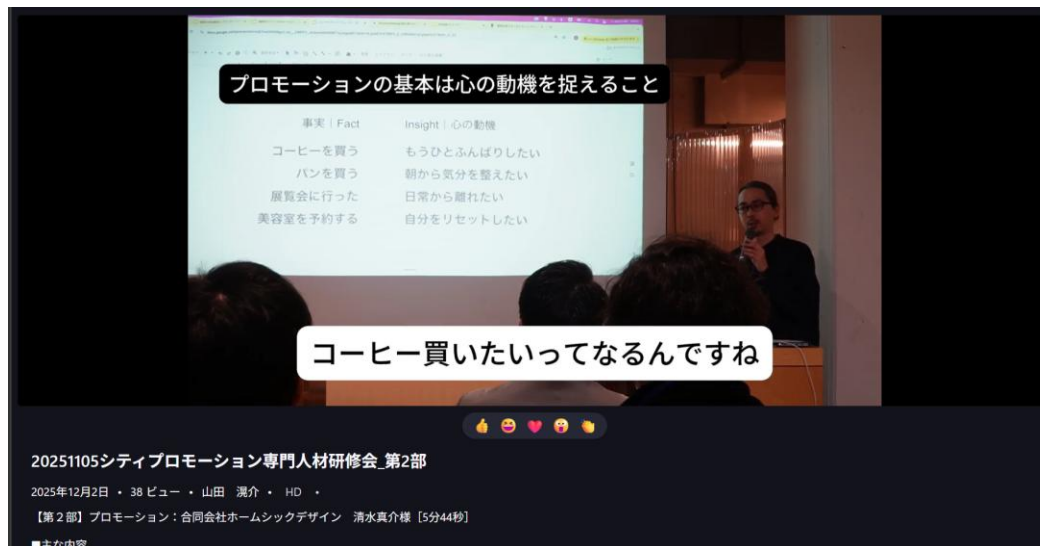 プロモーションの基本は心の動機を捉えること
事実｜Fact Insight｜心の動機
コーヒーを買う もうひとふんばりしたい
パンを買う 朝から気分を整えたい
展覧会に行った 日常から離れたい
美容室を予約する 自分をリセットしたい
コーヒー買いたいってなるんですね
20251105シティプロモーション専門人材研修会_第2部
2025年12月2日 • 38 ビュー • 山田 滉介 • HD •
【第２部】プロモーション：合同会社ホームシックデザイン 清水真介様［5分44秒］
■主な内容